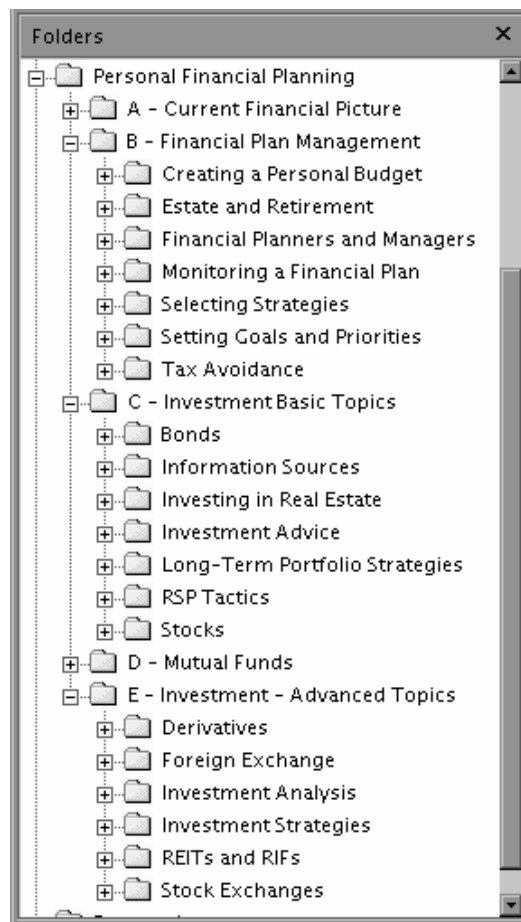 Folders
Personal Financial Planning
A - Current Financial Picture
B - Financial Plan Management
Creating a Personal Budget
Estate and Retirement
Financial Planners and Managers
Monitoring a Financial Plan
Selecting Strategies
Setting Goals and Priorities
Tax Avoidance
C - Investment Basic Topics
Bonds
Information Sources
Investing in Real Estate
Investment Advice
Long-Term Portfolio Strategies
RSP Tactics
Stocks
D - Mutual Funds
E - Investment - Advanced Topics
Derivatives
Foreign Exchange
Investment Analysis
Investment Strategies
REITs and RIFs
Stock Exchanges